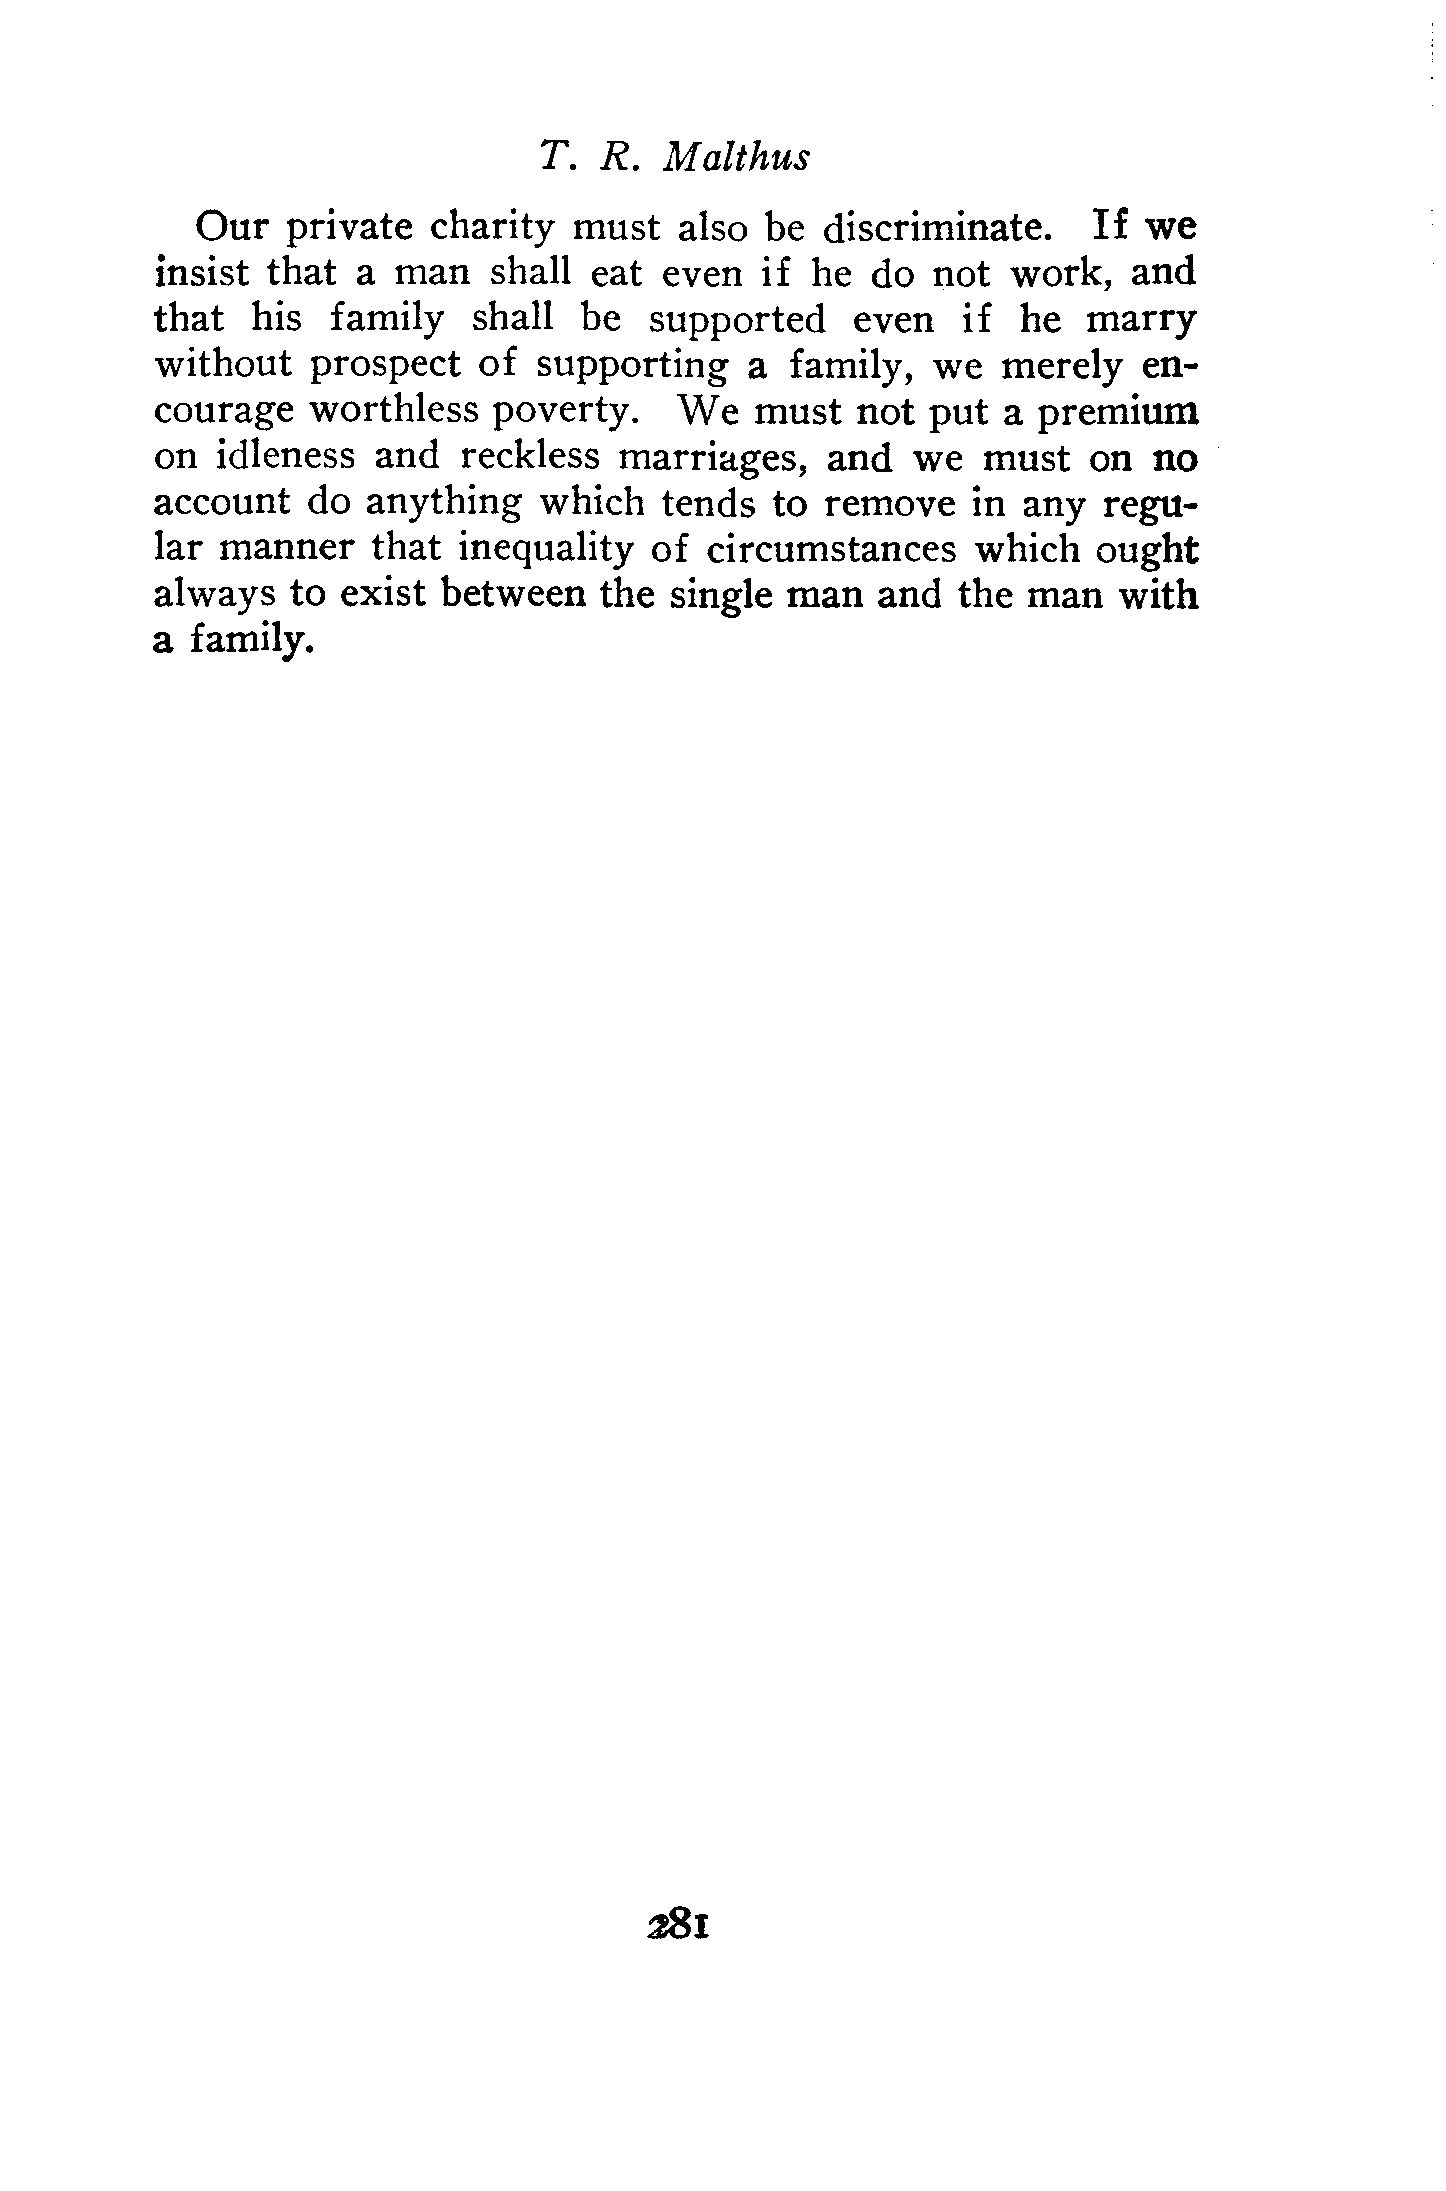 T. R. Malthus
Our private charity must also be discriminate. If we
insist that a man shall eat even if he do not work, and
that his family shall be supported even if he marry
without prospect of supporting a family, we merely en-
courage worthless poverty. We must not put a premium
on idleness and reckless marriages, and we must on no
account do anything which tends to remove in any regu-
lar manner that inequality of circumstances which ought
always to exist between the single man and the man with
a family.
281